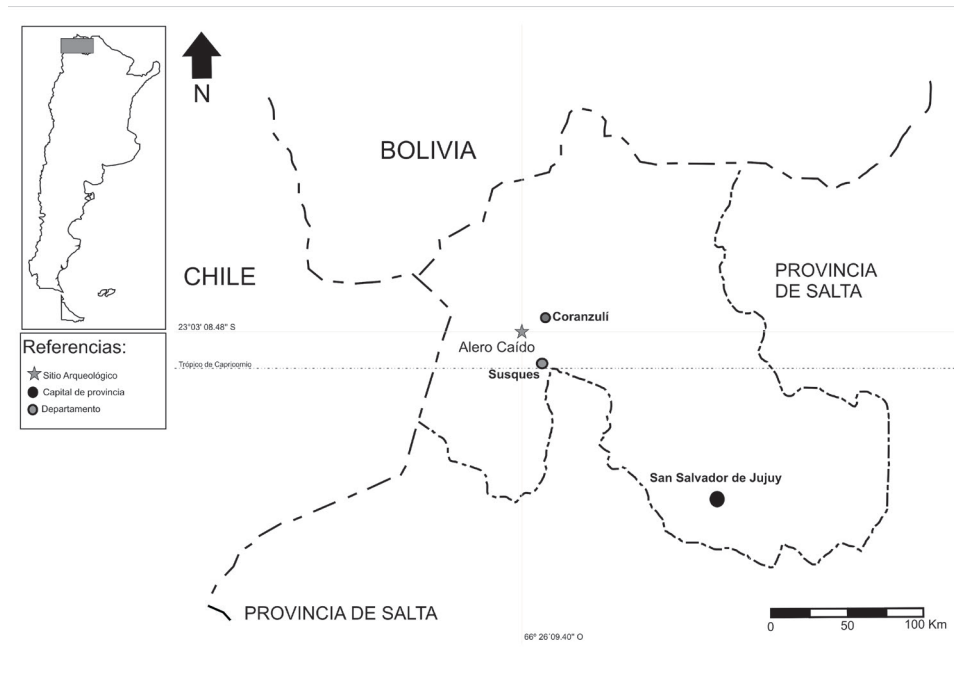 N
BOLIVIA
CHILE
PROVINCIA
DE SALTA
Coranzulí
23°03' 08.48" S
Alero Caído
Trópico de Capricornio
Susques
Referencias:
Sitio Arqueológico
Capital de provincia
Departamento
San Salvador de Jujuy
PROVINCIA DE SALTA
0
50
100 Km
66º 26´09.40" O